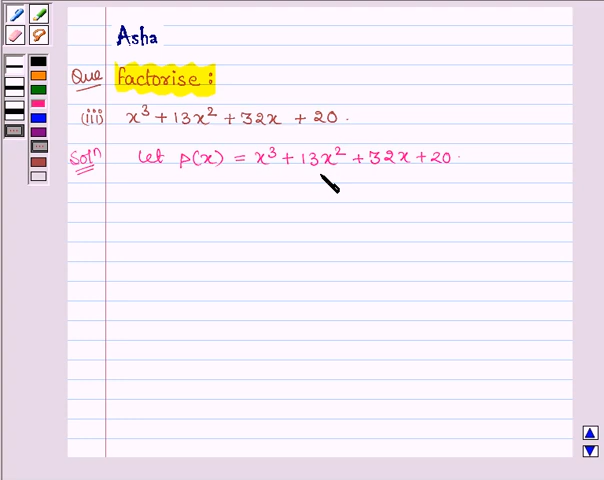 Asha
Que factorise :
(iii) x³ + 13x² + 32x + 20.
Solⁿ Let p(x) = x³ + 13x² + 32x + 20.